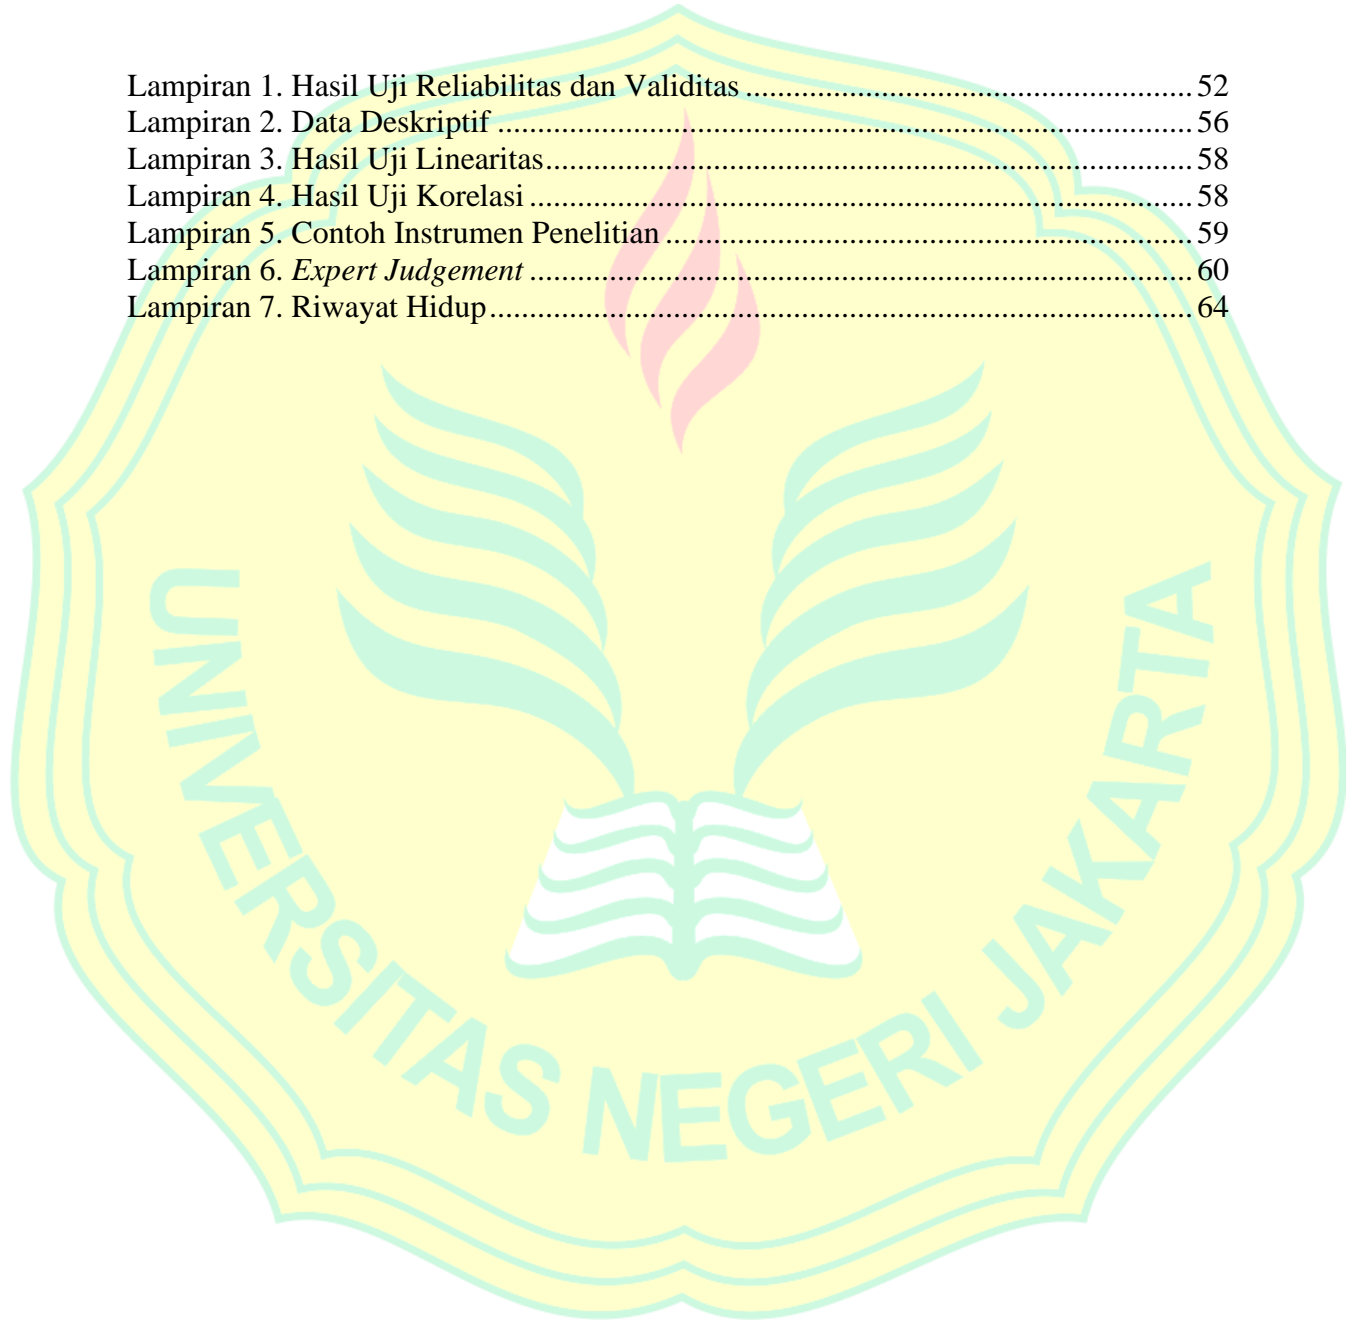 Lampiran 1. Hasil Uji Reliabilitas dan Validitas ........................................................ 52
Lampiran 2. Data Deskriptif ....................................................................................... 56
Lampiran 3. Hasil Uji Linearitas................................................................................. 58
Lampiran 4. Hasil Uji Korelasi ................................................................................... 58
Lampiran 5. Contoh Instrumen Penelitian .................................................................. 59
Lampiran 6. Expert Judgement ................................................................................... 60
Lampiran 7. Riwayat Hidup........................................................................................ 64
UNIVERSITAS NEGERI JAKARTA